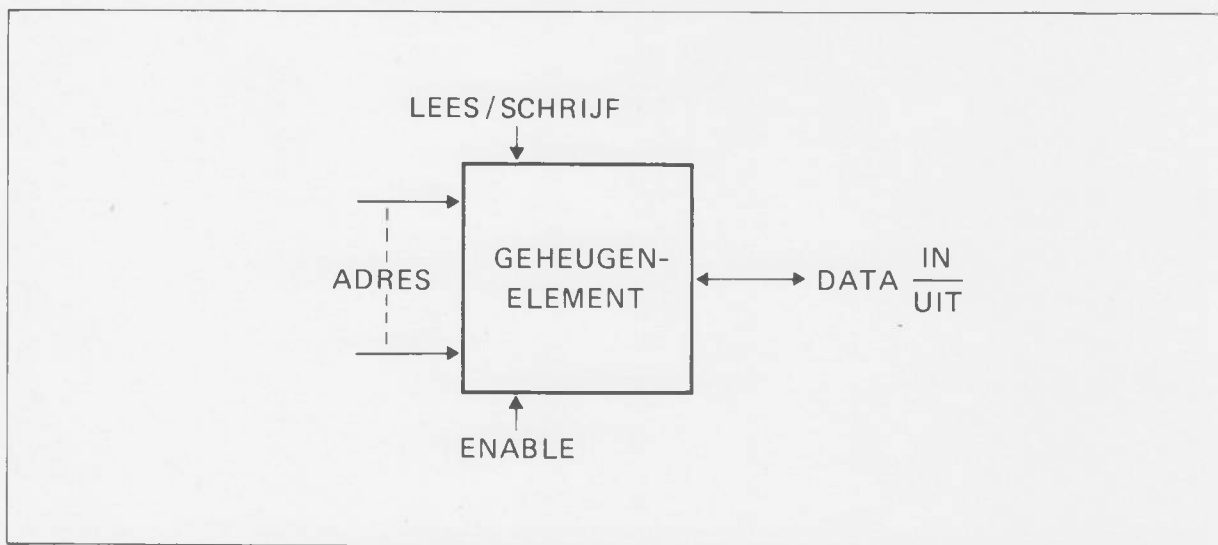 LEES/SCHRIJF
GEHEUGEN-
ELEMENT
ADRES
DATA IN
UIT
ENABLE